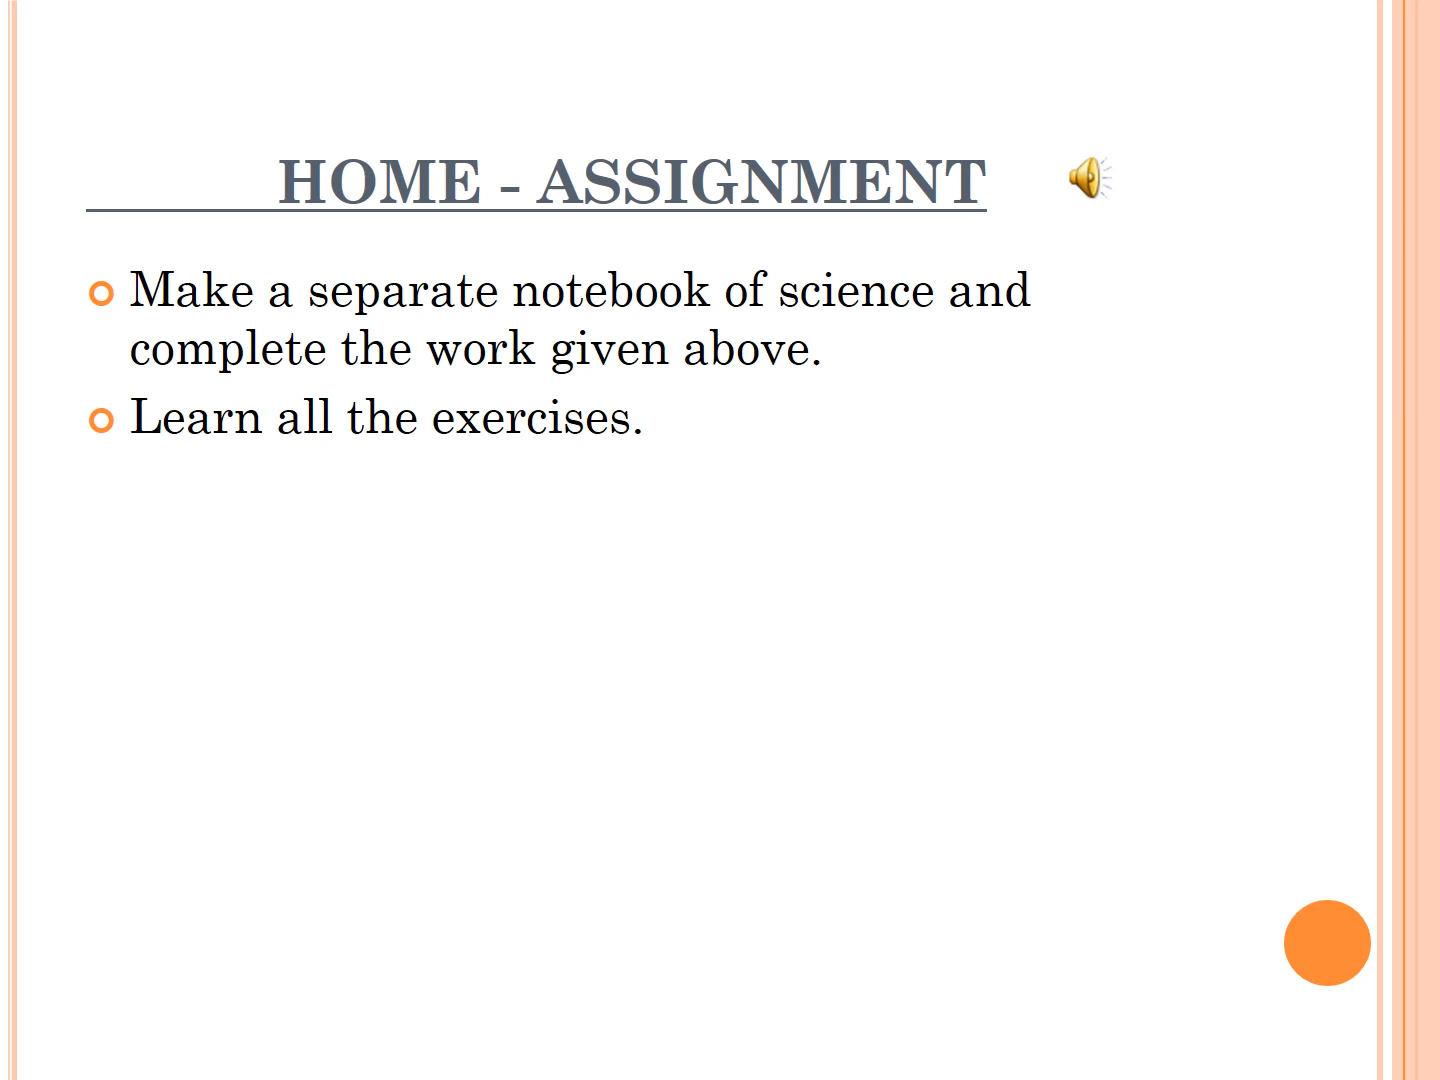 HOME - ASSIGNMENT
Make a separate notebook of science and
complete the work given above.
Learn all the exercises.